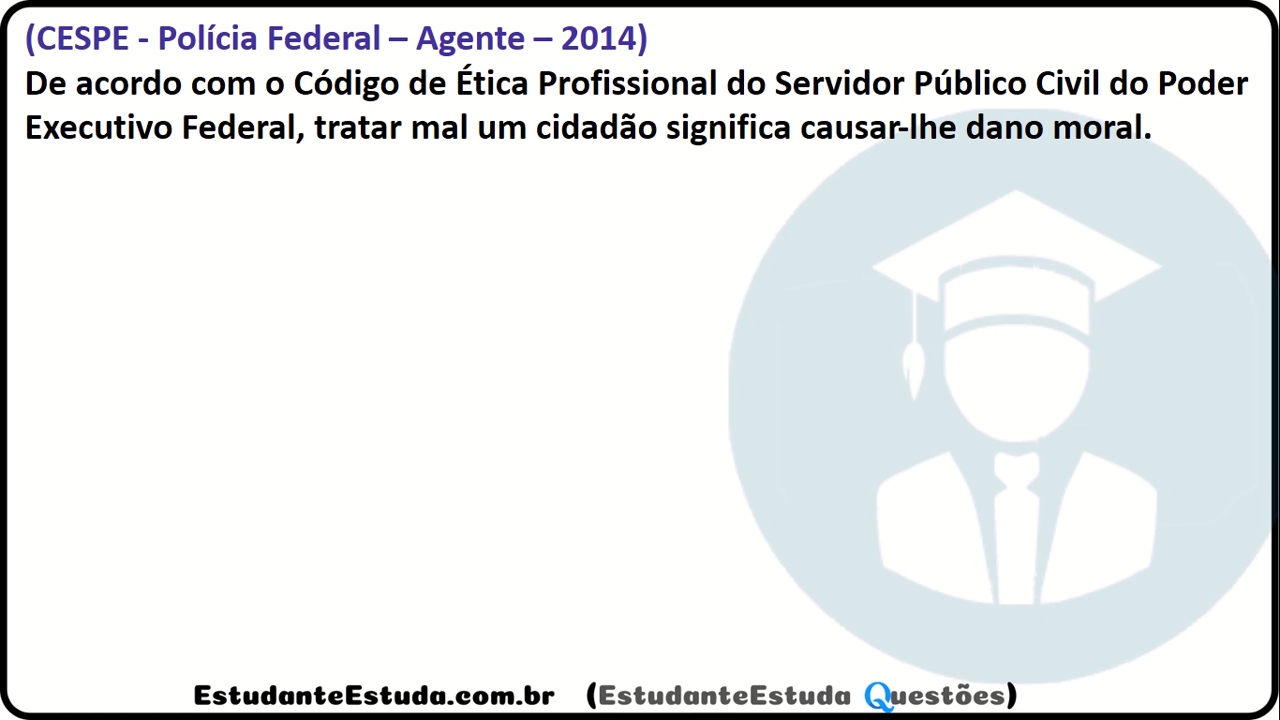 (CESPE - Polícia Federal – Agente – 2014)
De acordo com o Código de Ética Profissional do Servidor Público Civil do Poder
Executivo Federal, tratar mal um cidadão significa causar-lhe dano moral.
EstudanteEstuda.com.br (EstudanteEstuda Questões)